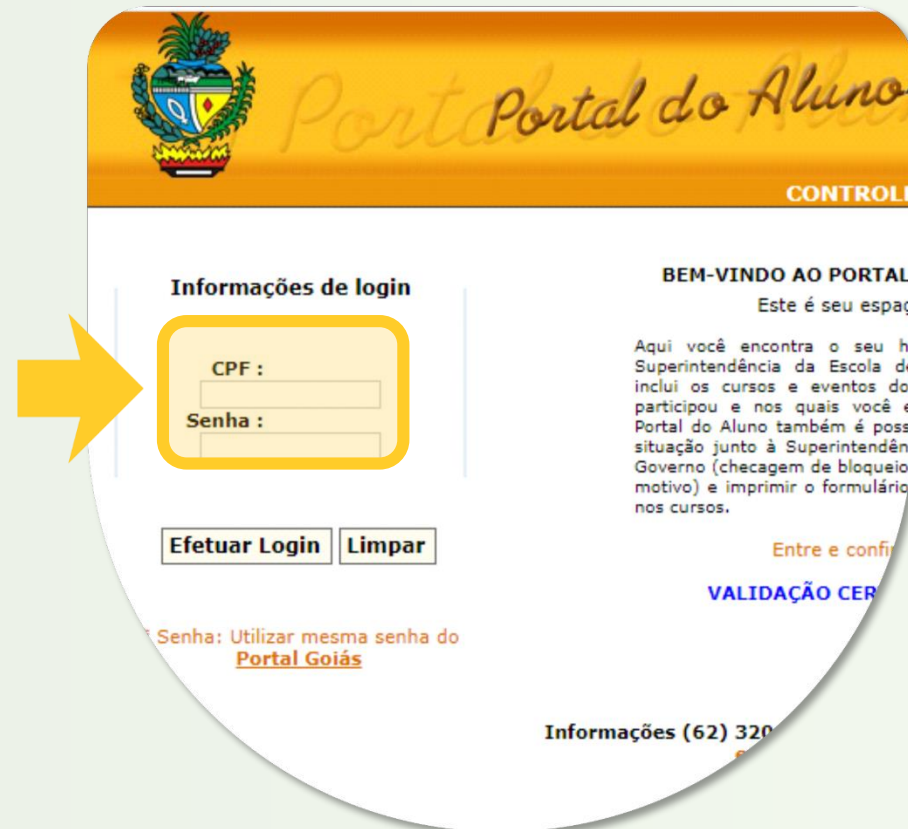 Portal do Aluno
CONTROL
Informações de login
CPF :
Senha :
Efetuar Login
Limpar
Senha: Utilizar mesma senha do
Portal Goiás
BEM-VINDO AO PORTAL
Este é seu espaç
Aqui você encontra o seu h
Superintendência da Escola de
inclui os cursos e eventos do
participou e nos quais você e
Portal do Aluno também é poss
situação junto à Superintendên
Governo (checagem de bloqueio
motivo) e imprimir o formulário
nos cursos.
Entre e confi
VALIDAÇÃO CER
Informações (62) 320